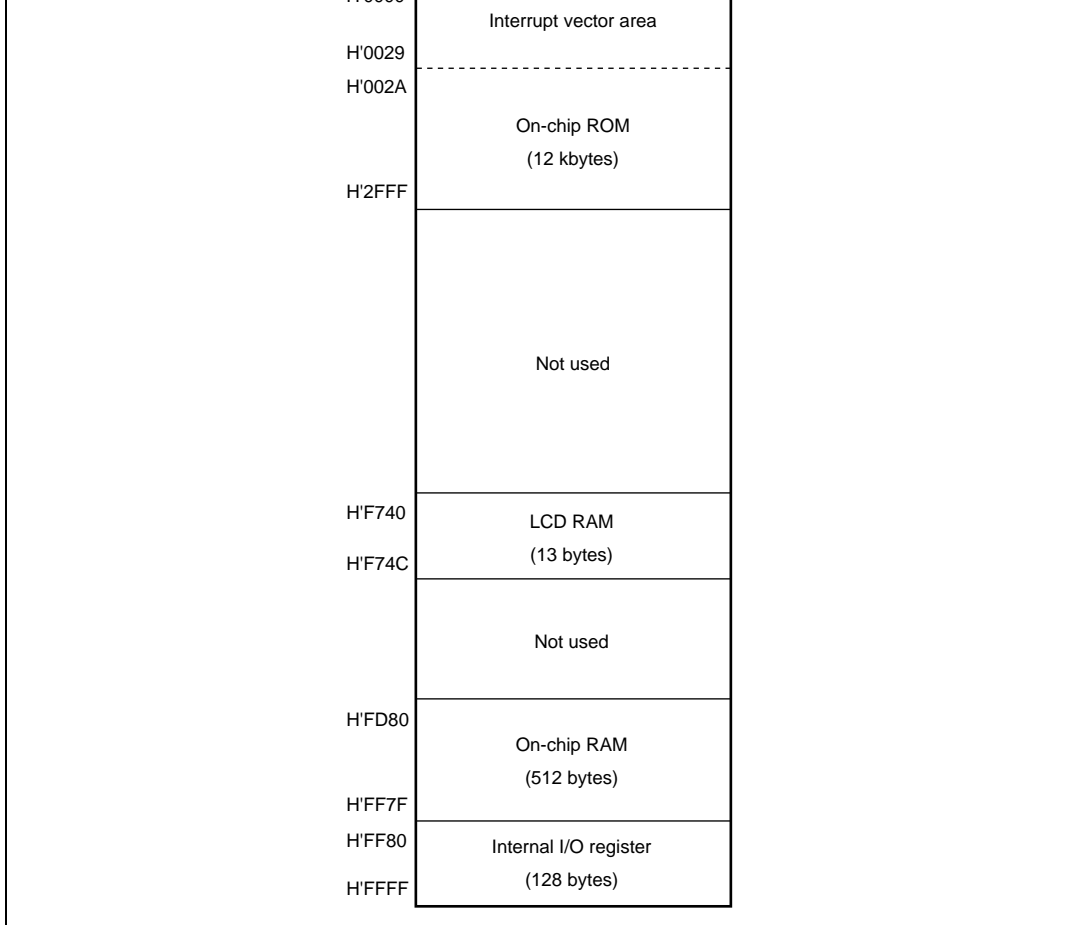 Interrupt vector area
H'0029
H'002A
On-chip ROM
(12 kbytes)
H'2FFF
Not used
H'F740
LCD RAM
(13 bytes)
H'F74C
Not used
H'FD80
On-chip RAM
(512 bytes)
H'FF7F
H'FF80
Internal I/O register
(128 bytes)
H'FFFF